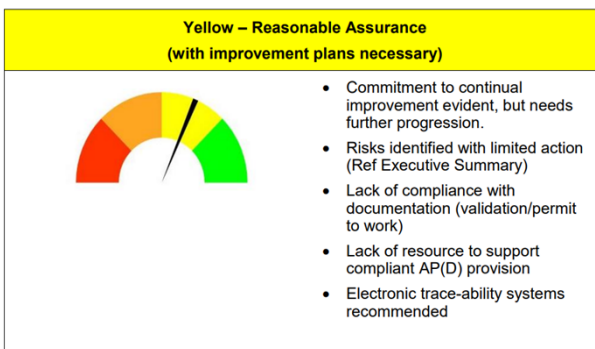 Yellow – Reasonable Assurance
(with improvement plans necessary)
• Commitment to continual
improvement evident, but needs
further progression.
• Risks identified with limited action
(Ref Executive Summary)
• Lack of compliance with
documentation (validation/permit
to work)
• Lack of resource to support
compliant AP(D) provision
• Electronic trace-ability systems
recommended